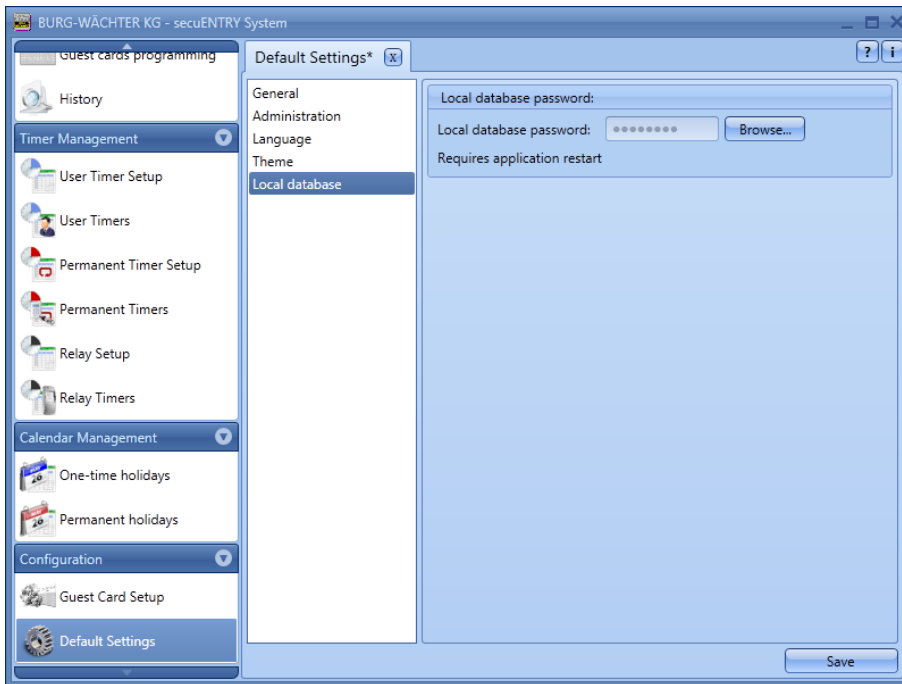 BURG-WÄCHTER KG - secuENTRY System
Guest cards programming
History
Timer Management
User Timer Setup
User Timers
Permanent Timer Setup
Permanent Timers
Relay Setup
Relay Timers
Calendar Management
One-time holidays
Permanent holidays
Configuration
Guest Card Setup
Default Settings
Default Settings* x
? i
General
Administration
Language
Theme
Local database
Local database password:
Local database password: ●●●●●●●● Browse...
Requires application restart
Save